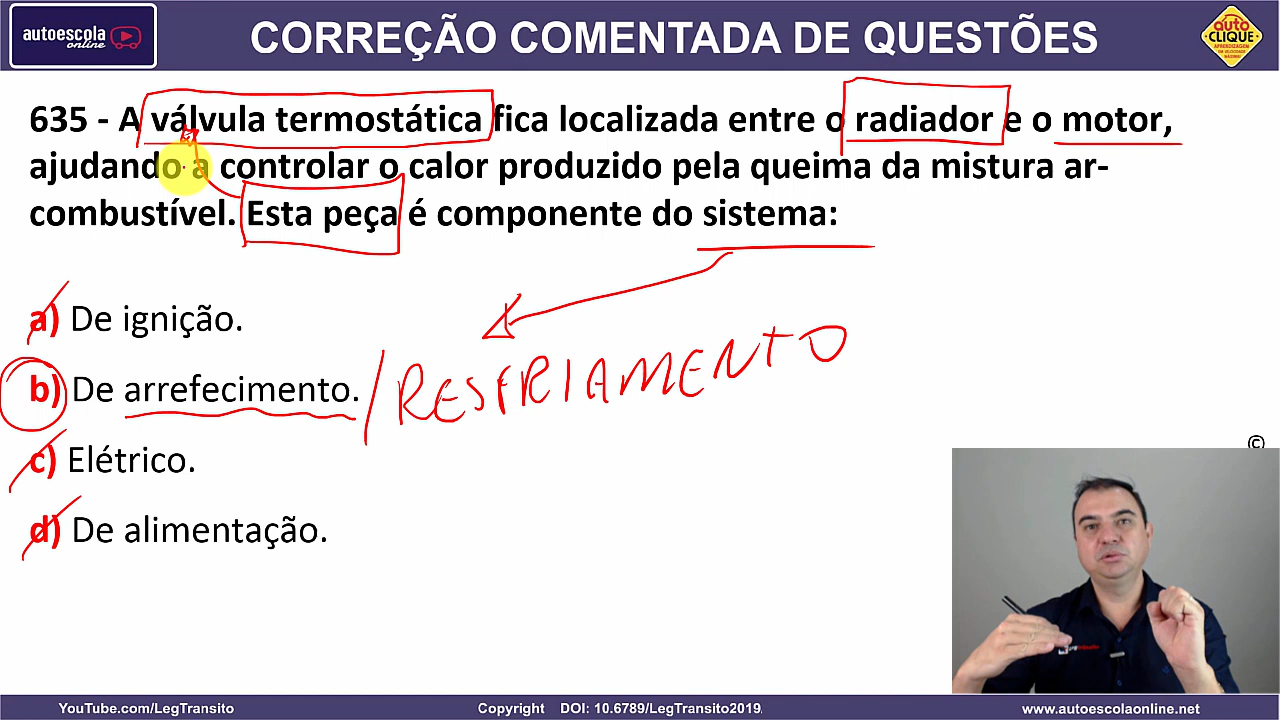 autoescola
online
CORREÇÃO COMENTADA DE QUESTÕES
auto
CLIQUE
635 - A válvula termostática fica localizada entre o radiador e o motor,
ajudando a controlar o calor produzido pela queima da mistura ar-
combustível. Esta peça é componente do sistema:
a) De ignição.
b) De arrefecimento. / RESFRIAMENTO
c) Elétrico.
d) De alimentação.
©
YouTube.com/LegTransito
Copyright DOI: 10.6789/LegTransito2019
www.autoescolaonline.net